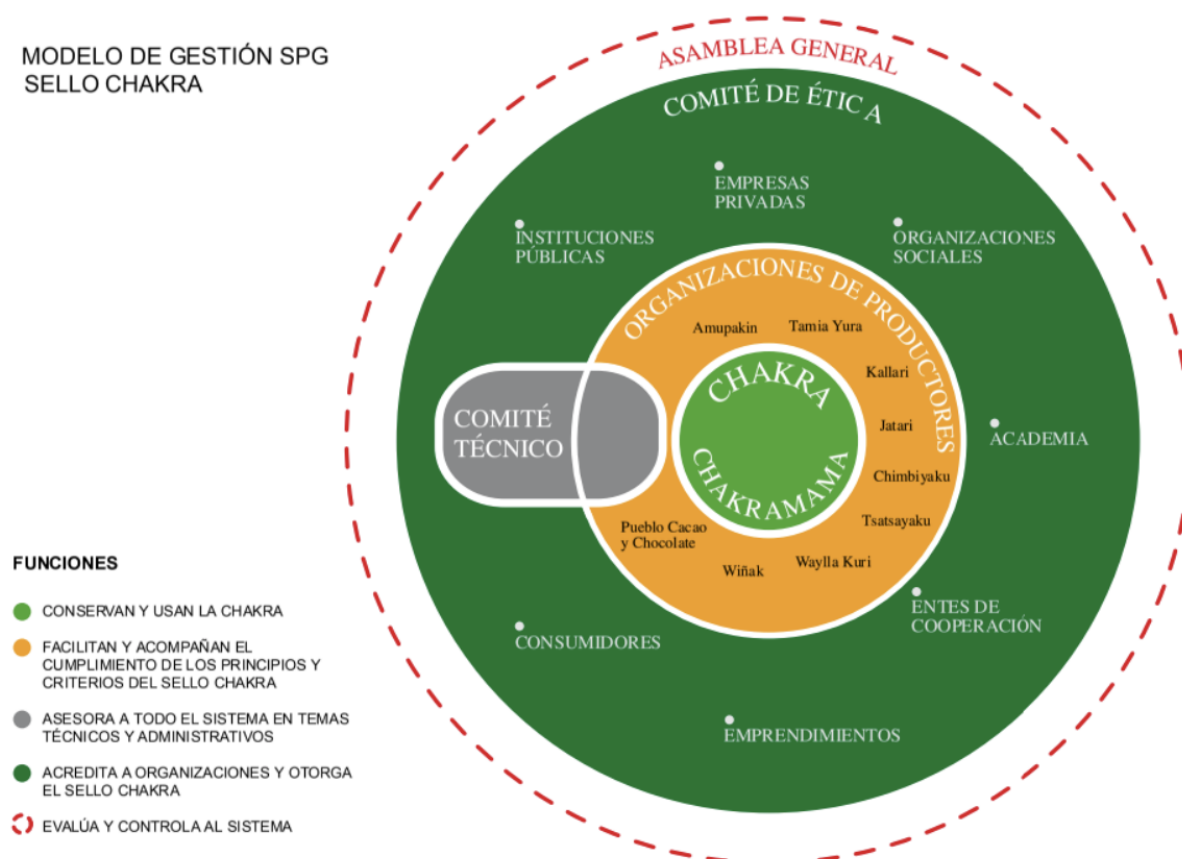 MODELO DE GESTIÓN SPG
SELLO CHAKRA
ASAMBLEA GENERAL
COMITÉ DE ÉTICA
EMPRESAS
PRIVADAS
INSTITUCIONES
PÚBLICAS
ORGANIZACIONES
SOCIALES
ORGANIZACIONES DE PRODUCTORES
Amupakin
Tamia Yura
Kallari
Jatari
Chimbiyaku
Tsatsayaku
Waylla Kuri
Wiñak
Pueblo Cacao
y Chocolate
CHAKRA
CHAKRAMAMA
COMITÉ
TÉCNICO
ACADEMIA
ENTES DE
COOPERACIÓN
CONSUMIDORES
EMPRENDIMIENTOS
FUNCIONES
CONSERVAN Y USAN LA CHAKRA
FACILITAN Y ACOMPAÑAN EL
CUMPLIMIENTO DE LOS PRINCIPIOS Y
CRITERIOS DEL SELLO CHAKRA
ASESORA A TODO EL SISTEMA EN TEMAS
TÉCNICOS Y ADMINISTRATIVOS
ACREDITA A ORGANIZACIONES Y OTORGA
EL SELLO CHAKRA
EVALÚA Y CONTROLA AL SISTEMA